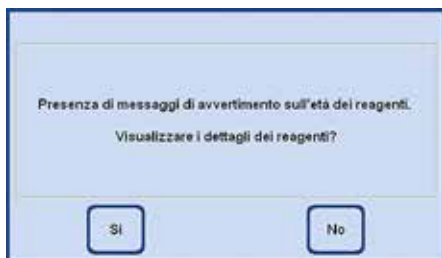 Presenza di messaggi di avvertimento sull'età dei reagenti.
Visualizzare i dettagli dei reagenti?
Sì
No